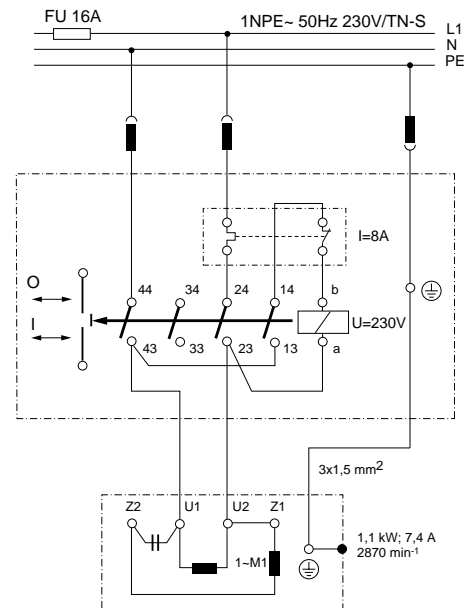 FU 16A
1NPE~ 50Hz 230V/TN-S
L1
N
PE
I=8A
O
I
44
34
24
14
b
U=230V
43
33
23
13
a
3x1,5 mm²
Z2
U1
U2
Z1
1~M1
1,1 kW; 7,4 A
2870 min⁻¹